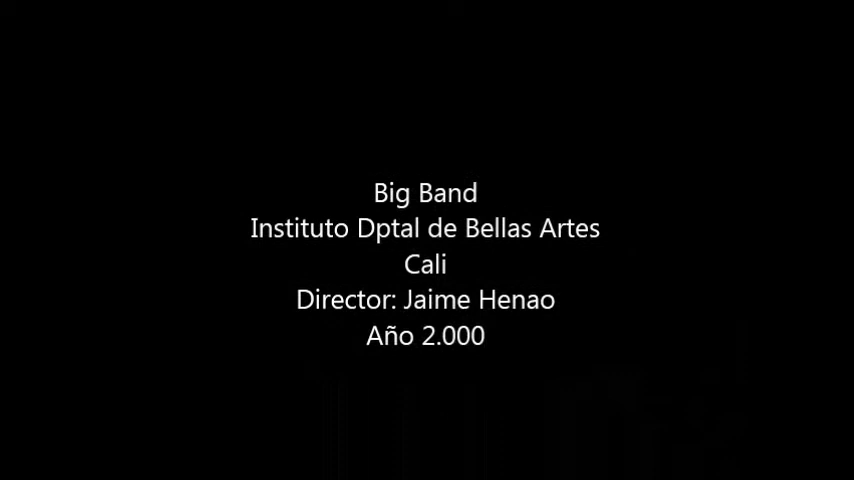 Big Band
Instituto Dptal de Bellas Artes
Cali
Director: Jaime Henao
Año 2.000